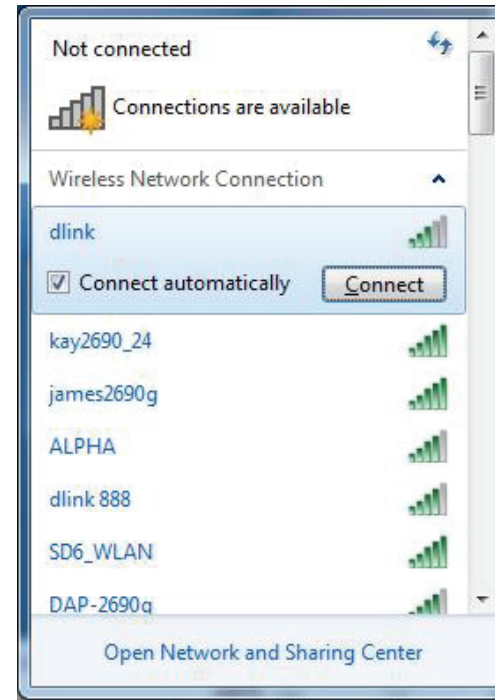 Not connected
Connections are available
Wireless Network Connection
dlink
Connect automatically Connect
kay2690_24
james2690g
ALPHA
dlink 888
SD6_WLAN
DAP-2690g
Open Network and Sharing Center